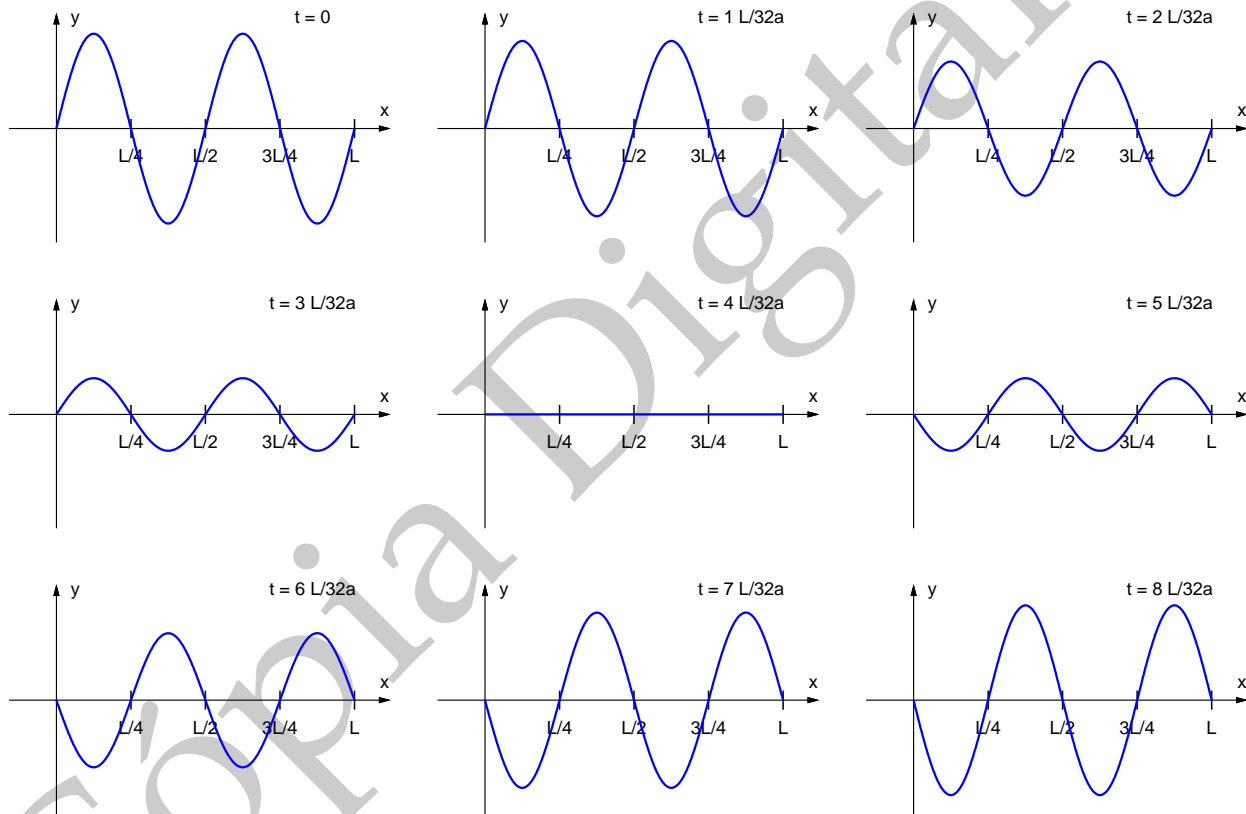 y t = 0
x
L/4 L/2 3L/4 L
y t = 1 L/32a
x
L/4 L/2 3L/4 L
y t = 2 L/32a
x
L/4 L/2 3L/4 L
y t = 3 L/32a
x
L/4 L/2 3L/4 L
y t = 4 L/32a
x
L/4 L/2 3L/4 L
y t = 5 L/32a
x
L/4 L/2 3L/4 L
y t = 6 L/32a
x
L/4 L/2 3L/4 L
y t = 7 L/32a
x
L/4 L/2 3L/4 L
y t = 8 L/32a
x
L/4 L/2 3L/4 L
Cópia Digital